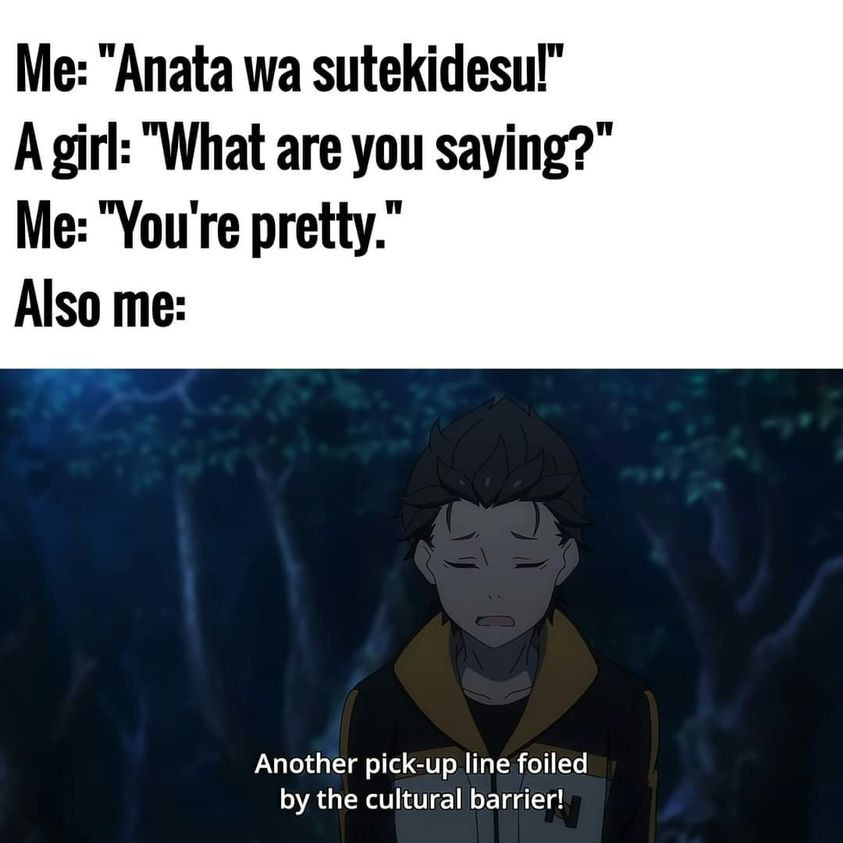 Me: "Anata wa sutekidesu!"
A girl: "What are you saying?"
Me: "You're pretty."
Also me:
Another pick-up line foiled
by the cultural barrier!